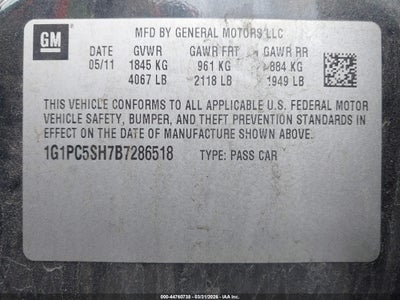 GM
MFD BY GENERAL MOTORS LLC
DATE GVWR GAWR FRT GAWR RR
05/11 1845 KG 961 KG 884 KG
4067 LB 2118 LB 1949 LB
THIS VEHICLE CONFORMS TO ALL APPLICABLE U.S. FEDERAL MOTOR
VEHICLE SAFETY, BUMPER, AND THEFT PREVENTION STANDARDS
IN EFFECT ON THE DATE OF MANUFACTURE SHOWN ABOVE.
1G1PC5SH7B7286518 TYPE: PASS CAR
000-44760738 - 03/31/2026 - IAAI